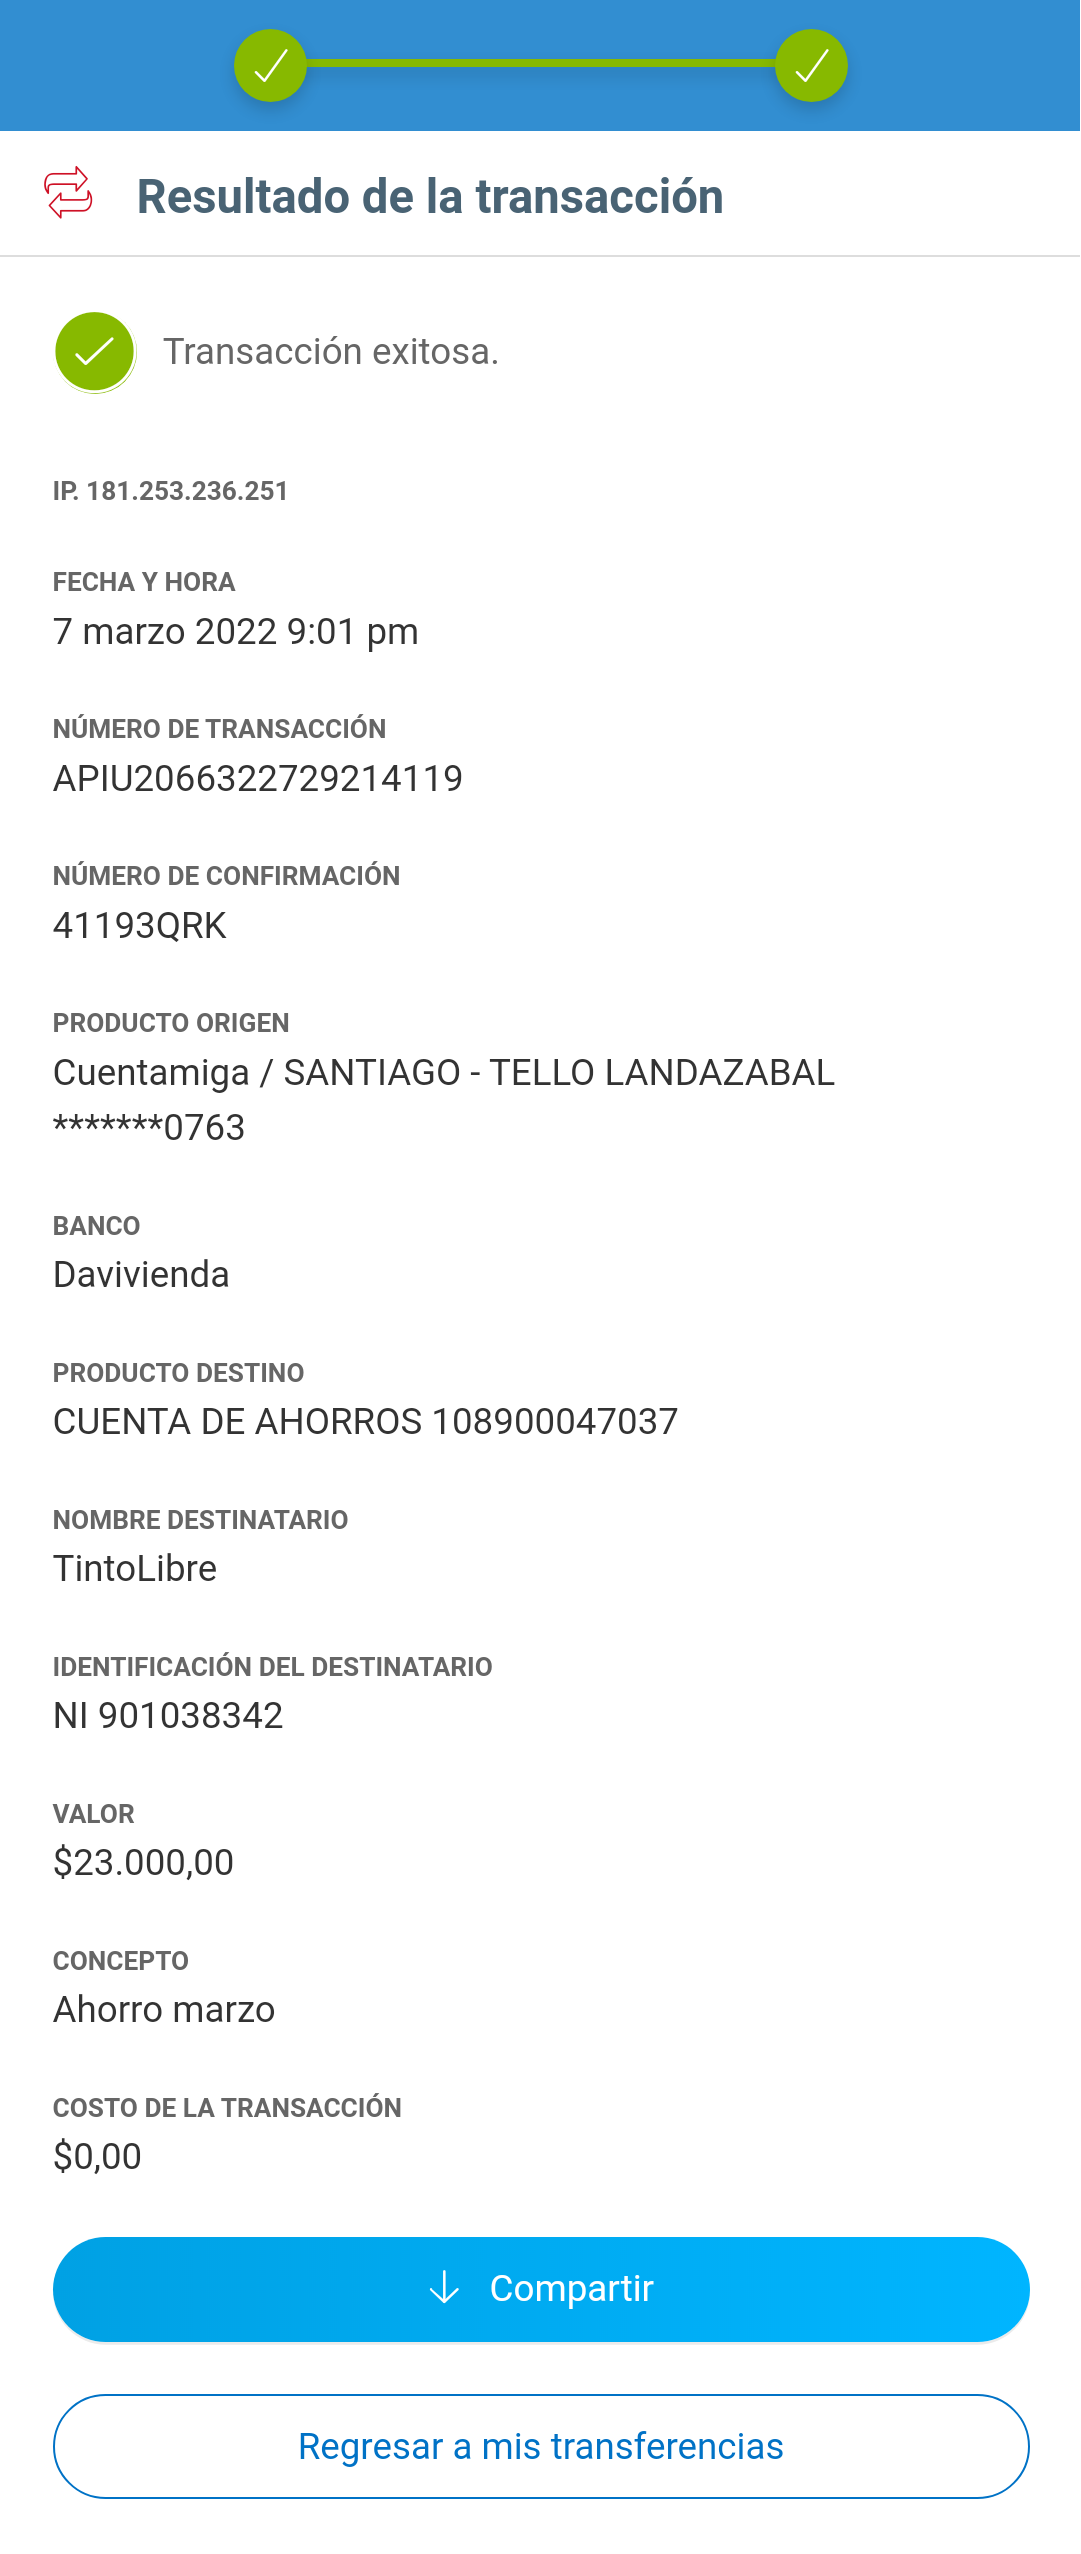 Resultado de la transacción
Transacción exitosa.
IP. 181.253.236.251
FECHA Y HORA
7 marzo 2022 9:01 pm
NÚMERO DE TRANSACCIÓN
APIU2066322729214119
NÚMERO DE CONFIRMACIÓN
41193QRK
PRODUCTO ORIGEN
Cuentamiga / SANTIAGO - TELLO LANDAZABAL
*******0763
BANCO
Davivienda
PRODUCTO DESTINO
CUENTA DE AHORROS 108900047037
NOMBRE DESTINATARIO
TintoLibre
IDENTIFICACIÓN DEL DESTINATARIO
NI 901038342
VALOR
$23.000,00
CONCEPTO
Ahorro marzo
COSTO DE LA TRANSACCIÓN
$0,00
Compartir
Regresar a mis transferencias